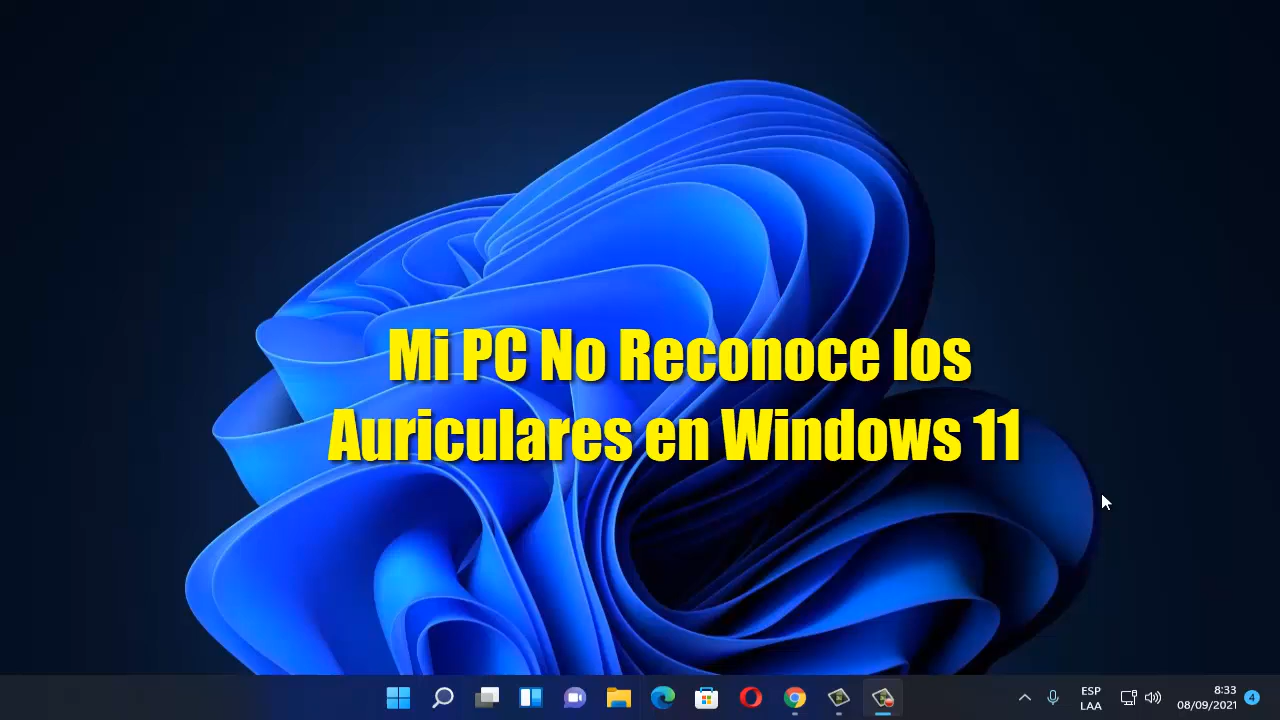 Mi PC No Reconoce los
Auriculares en Windows 11
ESP
LAA
8:33
08/09/2021
4